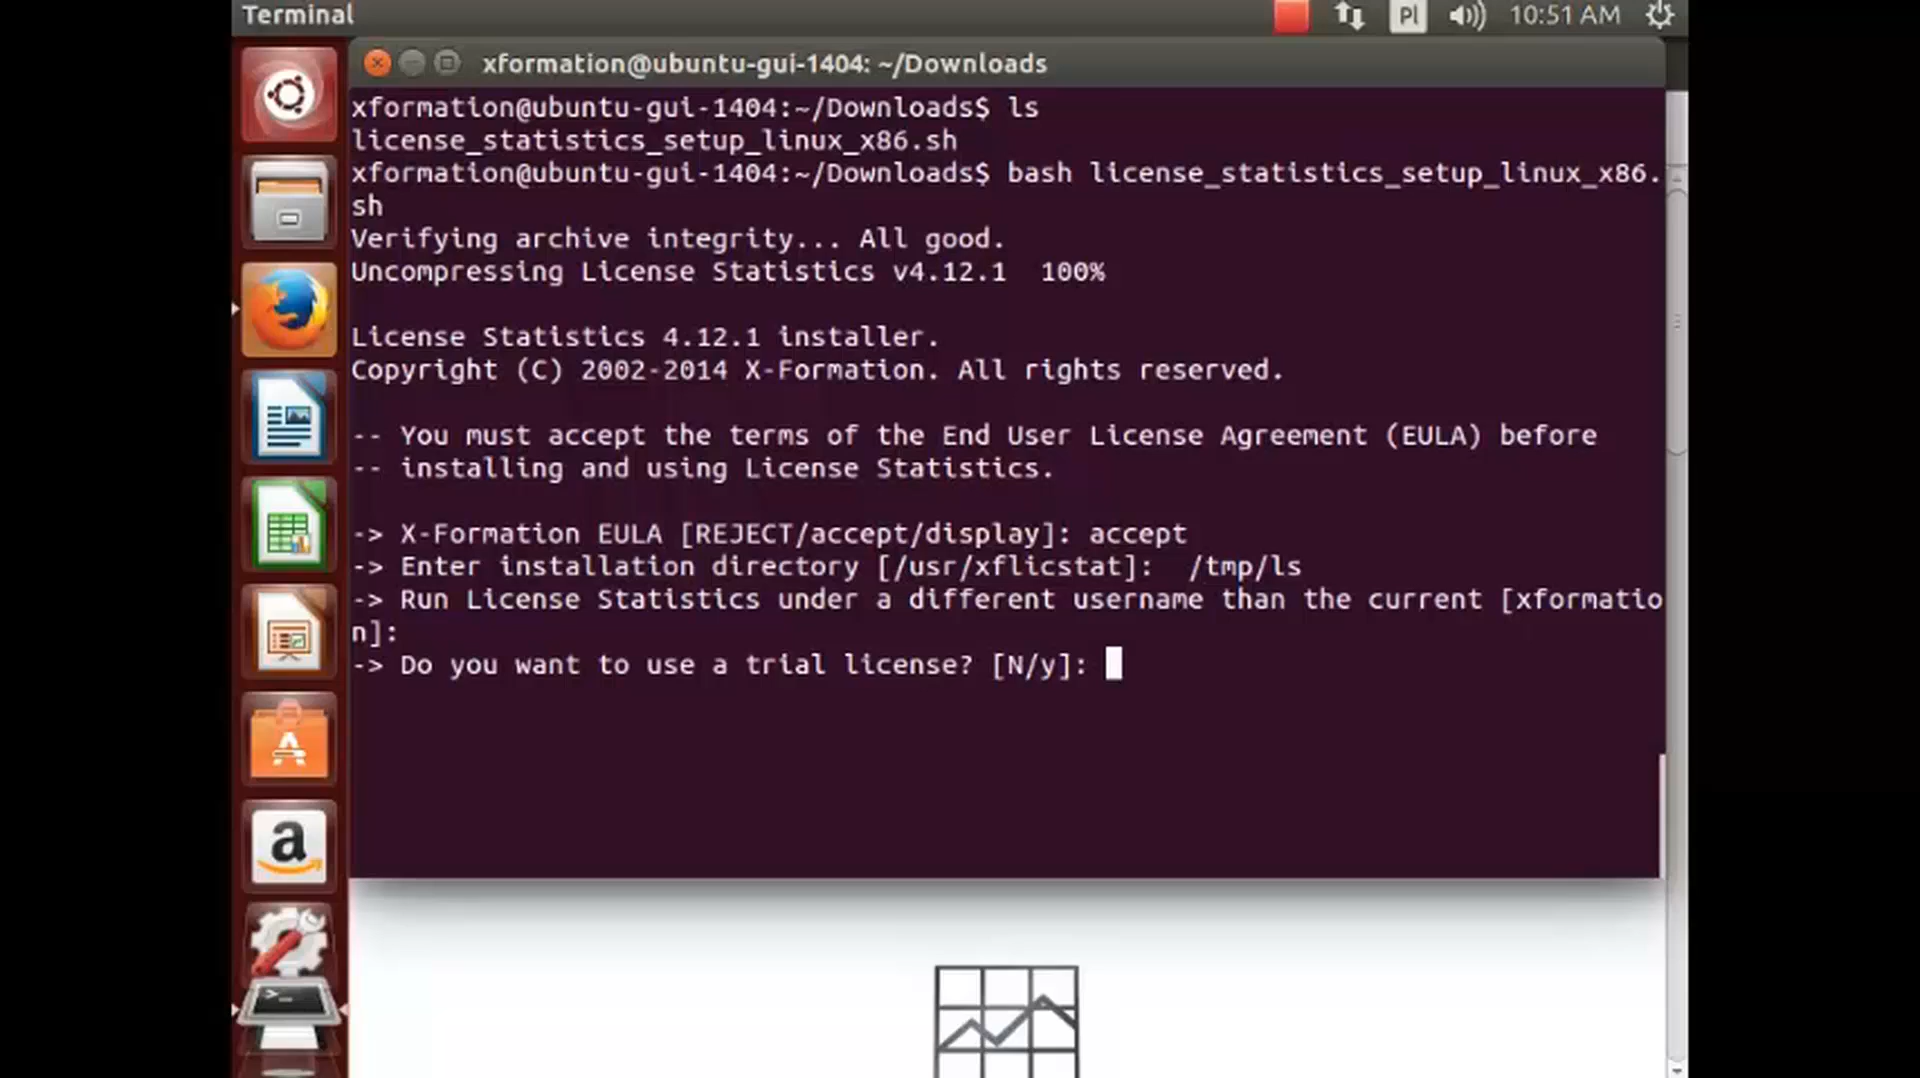 Terminal
Pl
10:51 AM
xformation@ubuntu-gui-1404: ~/Downloads
xformation@ubuntu-gui-1404:~/Downloads$ ls
license_statistics_setup_linux_x86.sh
xformation@ubuntu-gui-1404:~/Downloads$ bash license_statistics_setup_linux_x86.
sh
Verifying archive integrity... All good.
Uncompressing License Statistics v4.12.1  100%
License Statistics 4.12.1 installer.
Copyright (C) 2002-2014 X-Formation. All rights reserved.
-- You must accept the terms of the End User License Agreement (EULA) before
-- installing and using License Statistics.
-> X-Formation EULA [REJECT/accept/display]: accept
-> Enter installation directory [/usr/xflicstat]:  /tmp/ls
-> Run License Statistics under a different username than the current [xformatio
n]:
-> Do you want to use a trial license? [N/y]: